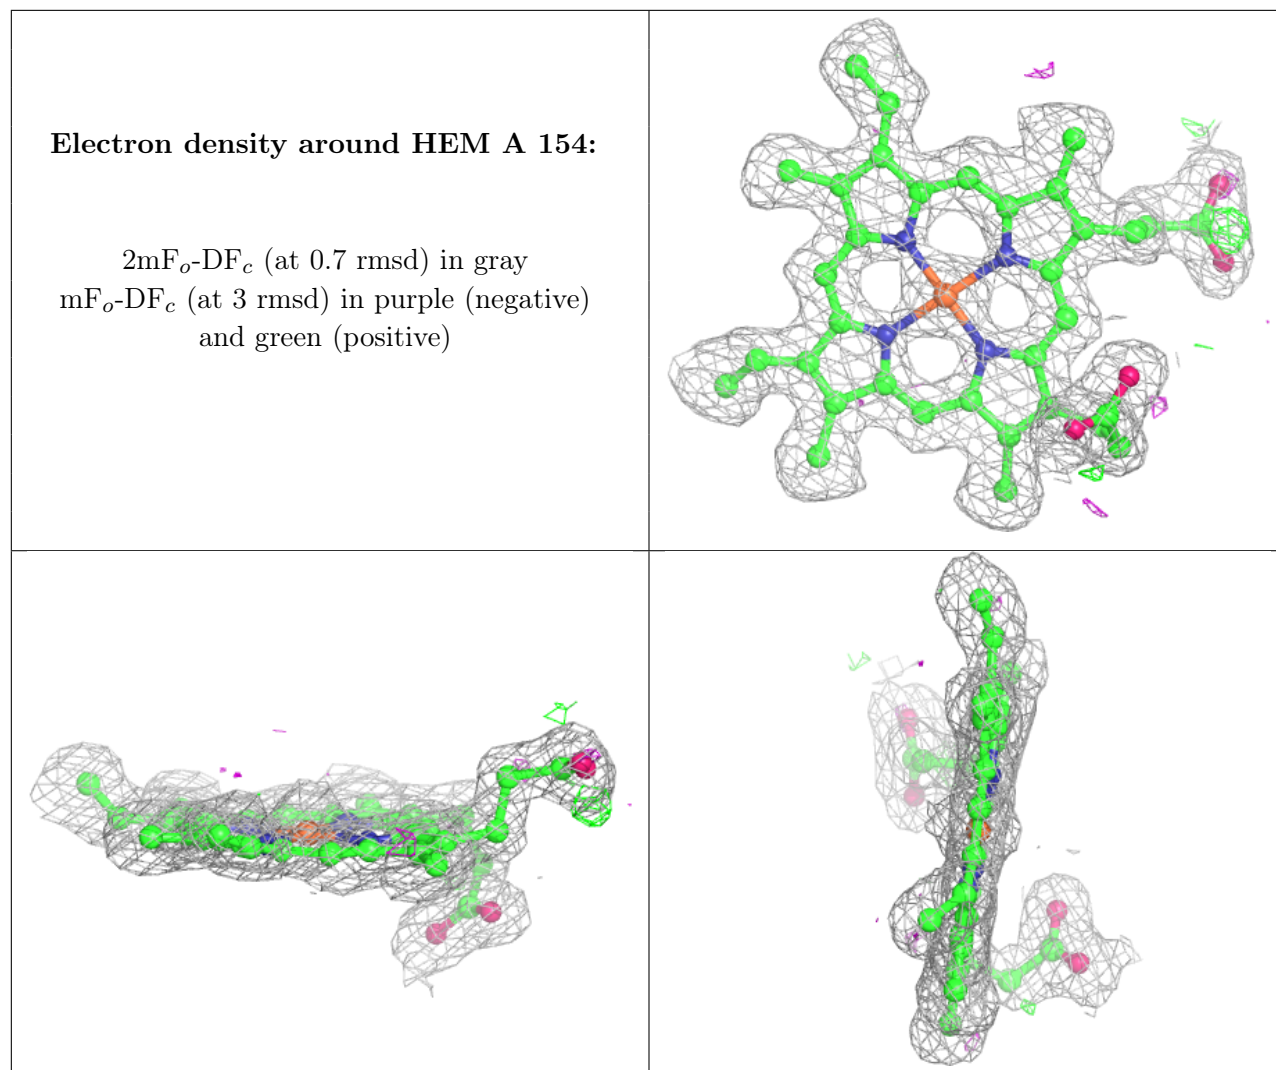 Electron density around HEM A 154:
2mFₒ-DF𝒸 (at 0.7 rmsd) in gray
mFₒ-DF𝒸 (at 3 rmsd) in purple (negative)
and green (positive)